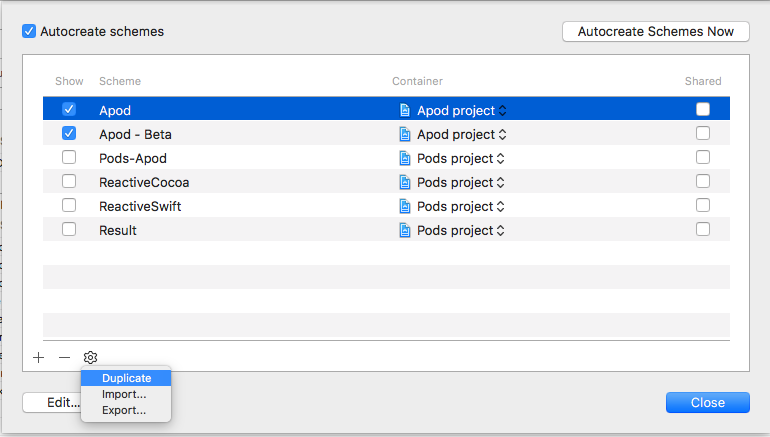 Autocreate schemes
Autocreate Schemes Now
Show Scheme Container Shared
Apod Apod project
Apod - Beta Apod project
Pods-Apod Pods project
ReactiveCocoa Pods project
ReactiveSwift Pods project
Result Pods project
Duplicate
Import...
Export...
Edit...
Close